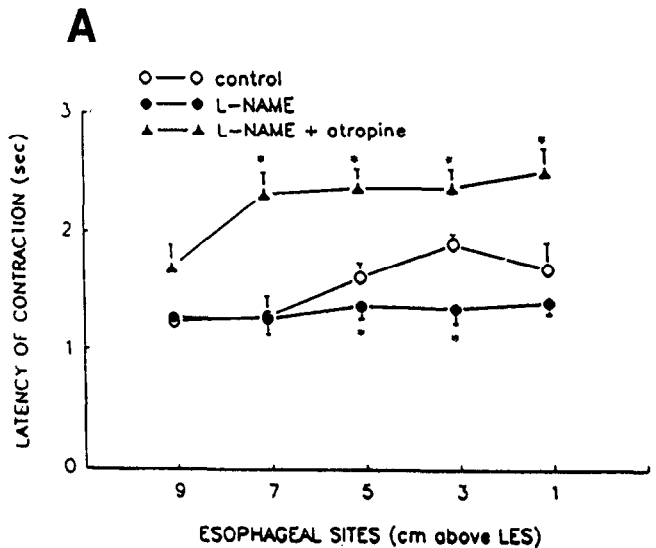 A
control
L-NAME
L-NAME + atropine
3
2
1
0
LATENCY OF CONTRACTION (sec)
* * * *
* *
9 7 5 3 1
ESOPHAGEAL SITES (cm above LES)